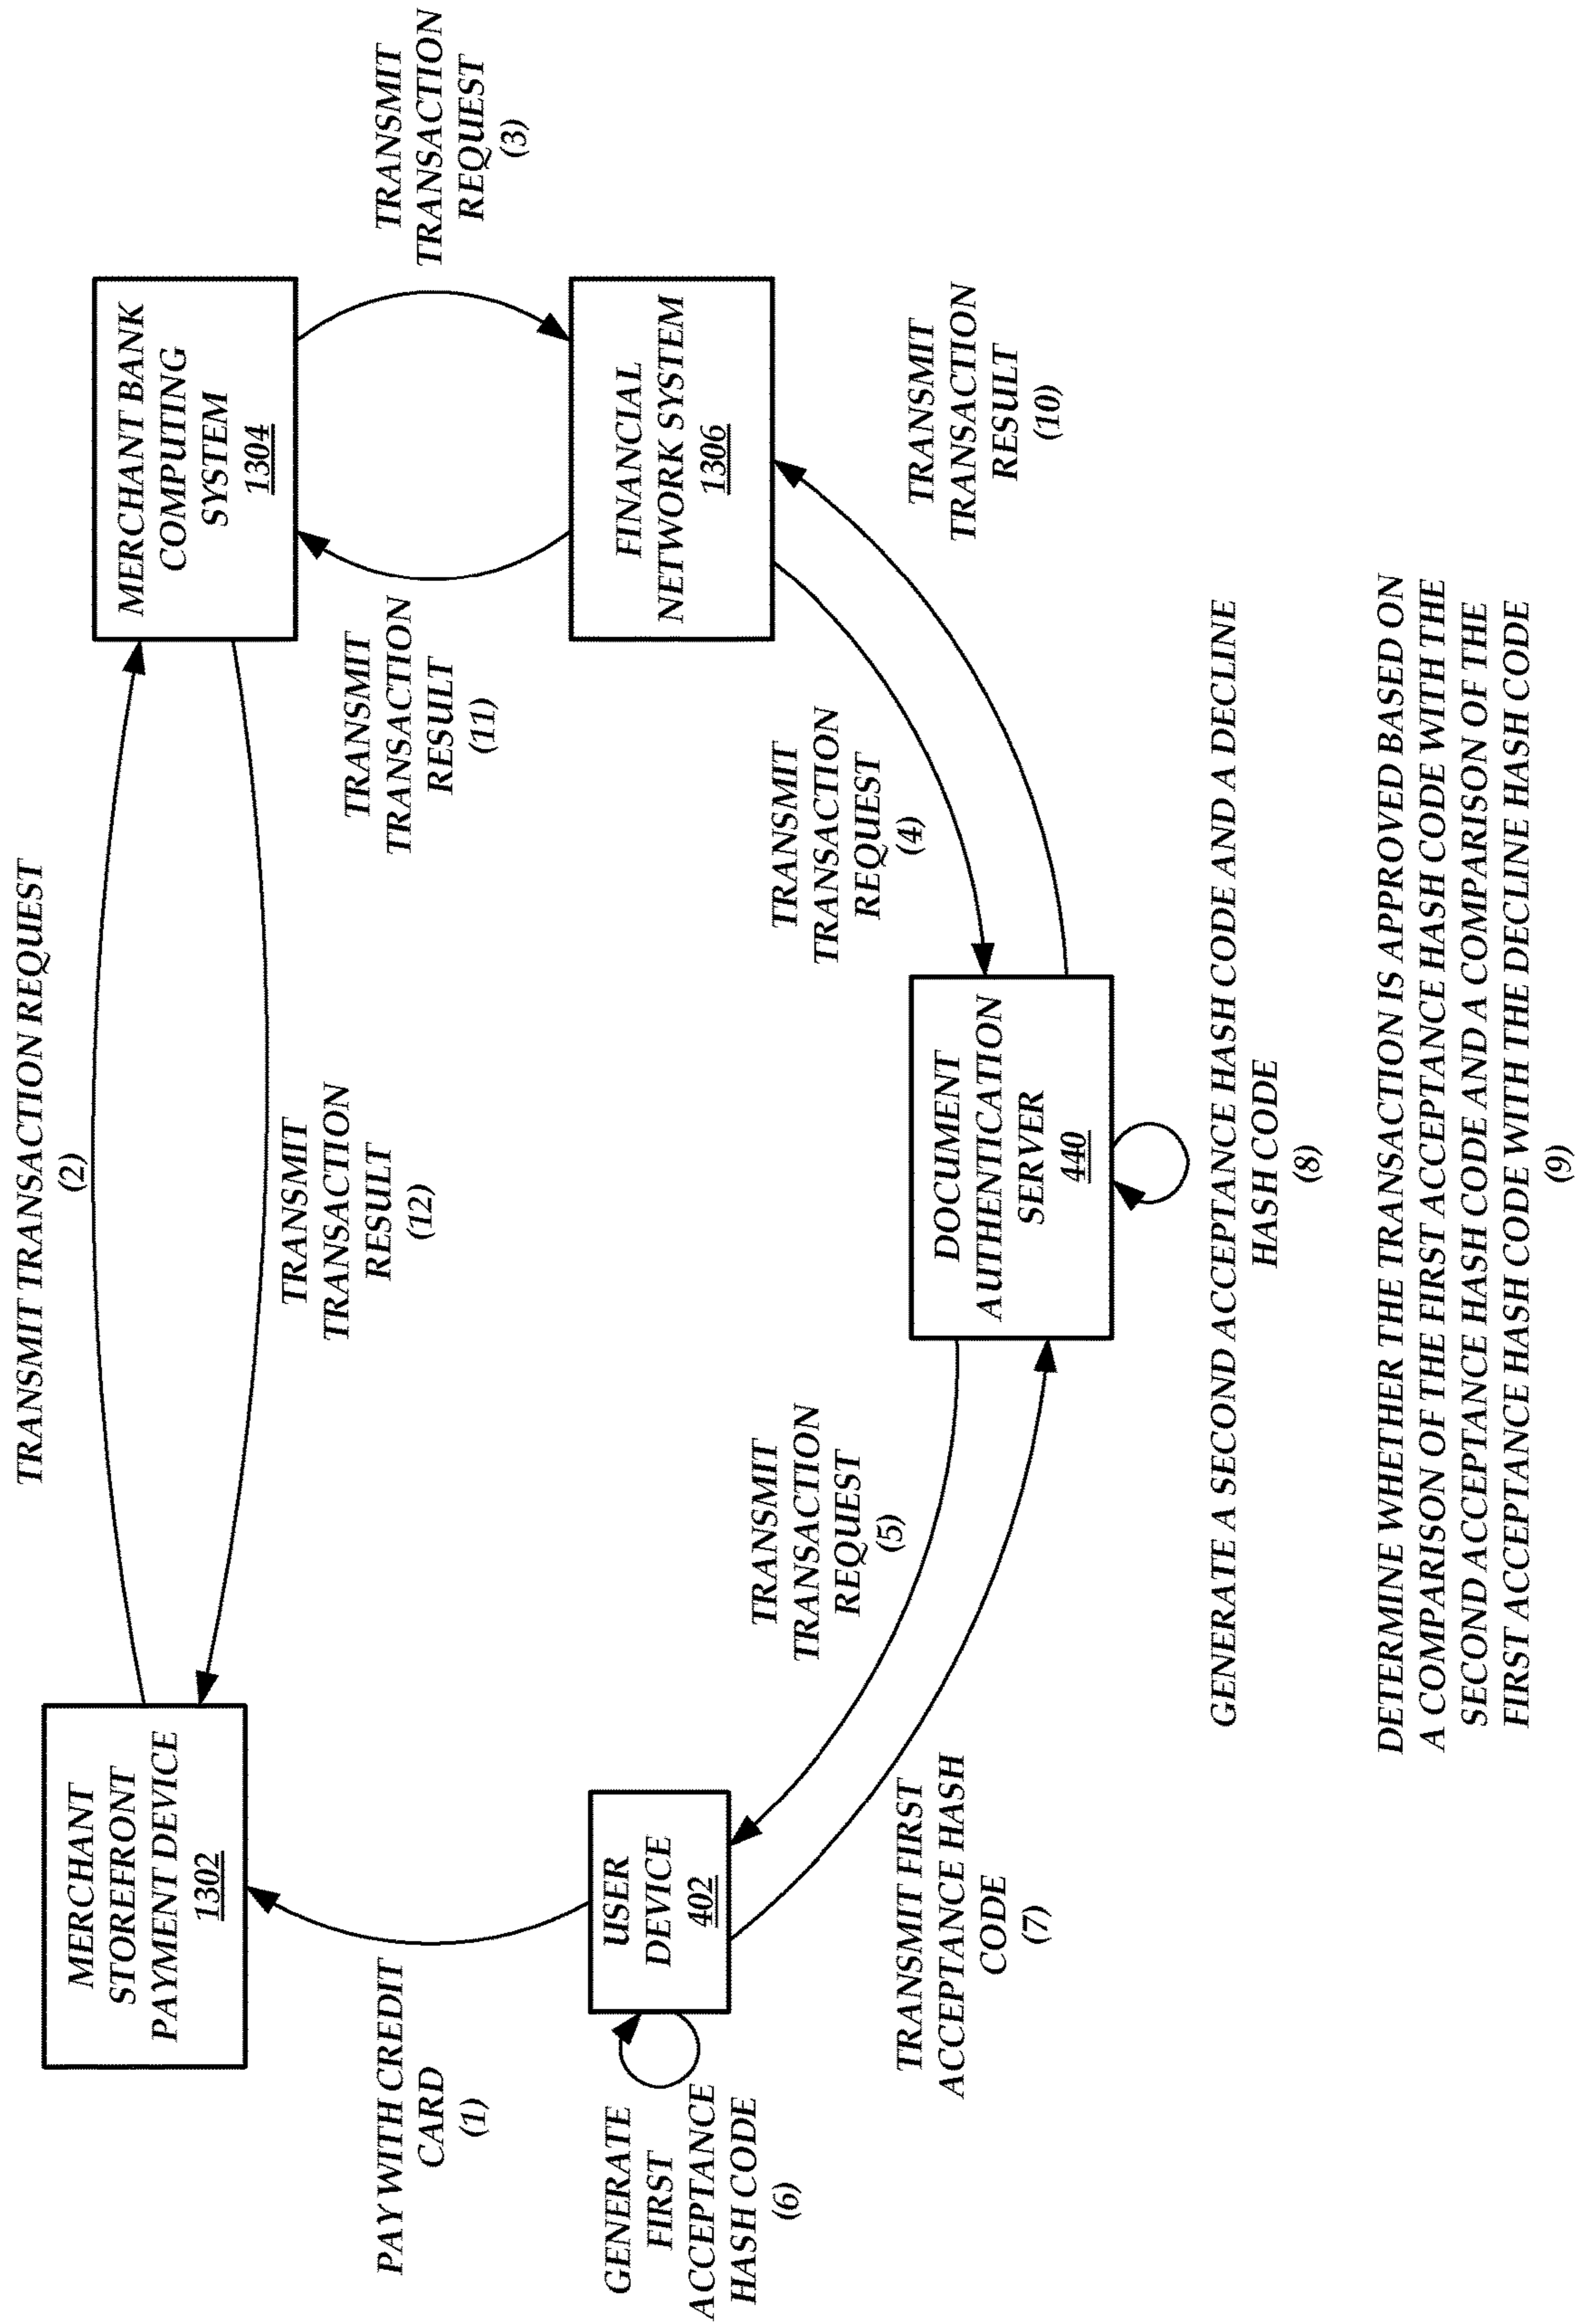 TRANSMIT TRANSACTION REQUEST
(2)
MERCHANT
STOREFRONT
PAYMENT DEVICE
1302
MERCHANT BANK
COMPUTING
SYSTEM
1304
TRANSMIT
TRANSACTION
RESULT
(12)
PAY WITH CREDIT
CARD
(1)
TRANSMIT
TRANSACTION
RESULT
(11)
TRANSMIT
TRANSACTION
REQUEST
(3)
GENERATE
FIRST
ACCEPTANCE
HASH CODE
(6)
USER
DEVICE
402
FINANCIAL
NETWORK SYSTEM
1306
TRANSMIT
TRANSACTION
REQUEST
(5)
TRANSMIT
TRANSACTION
REQUEST
(4)
TRANSMIT FIRST
ACCEPTANCE HASH
CODE
(7)
DOCUMENT
AUTHENTICATION
SERVER
440
TRANSMIT
TRANSACTION
RESULT
(10)
GENERATE A SECOND ACCEPTANCE HASH CODE AND A DECLINE
HASH CODE
(8)
DETERMINE WHETHER THE TRANSACTION IS APPROVED BASED ON
A COMPARISON OF THE FIRST ACCEPTANCE HASH CODE WITH THE
SECOND ACCEPTANCE HASH CODE AND A COMPARISON OF THE
FIRST ACCEPTANCE HASH CODE WITH THE DECLINE HASH CODE
(9)